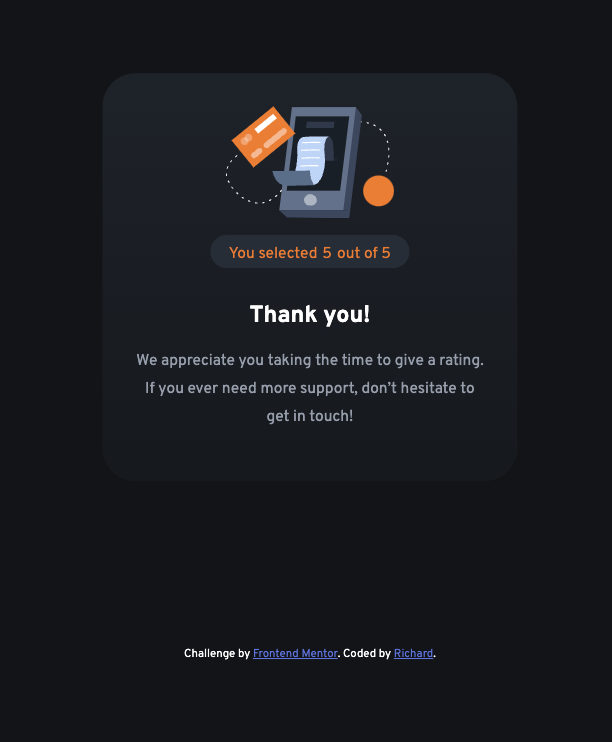 You selected 5 out of 5
Thank you!
We appreciate you taking the time to give a rating.
If you ever need more support, don’t hesitate to
get in touch!
Challenge by Frontend Mentor. Coded by Richard.